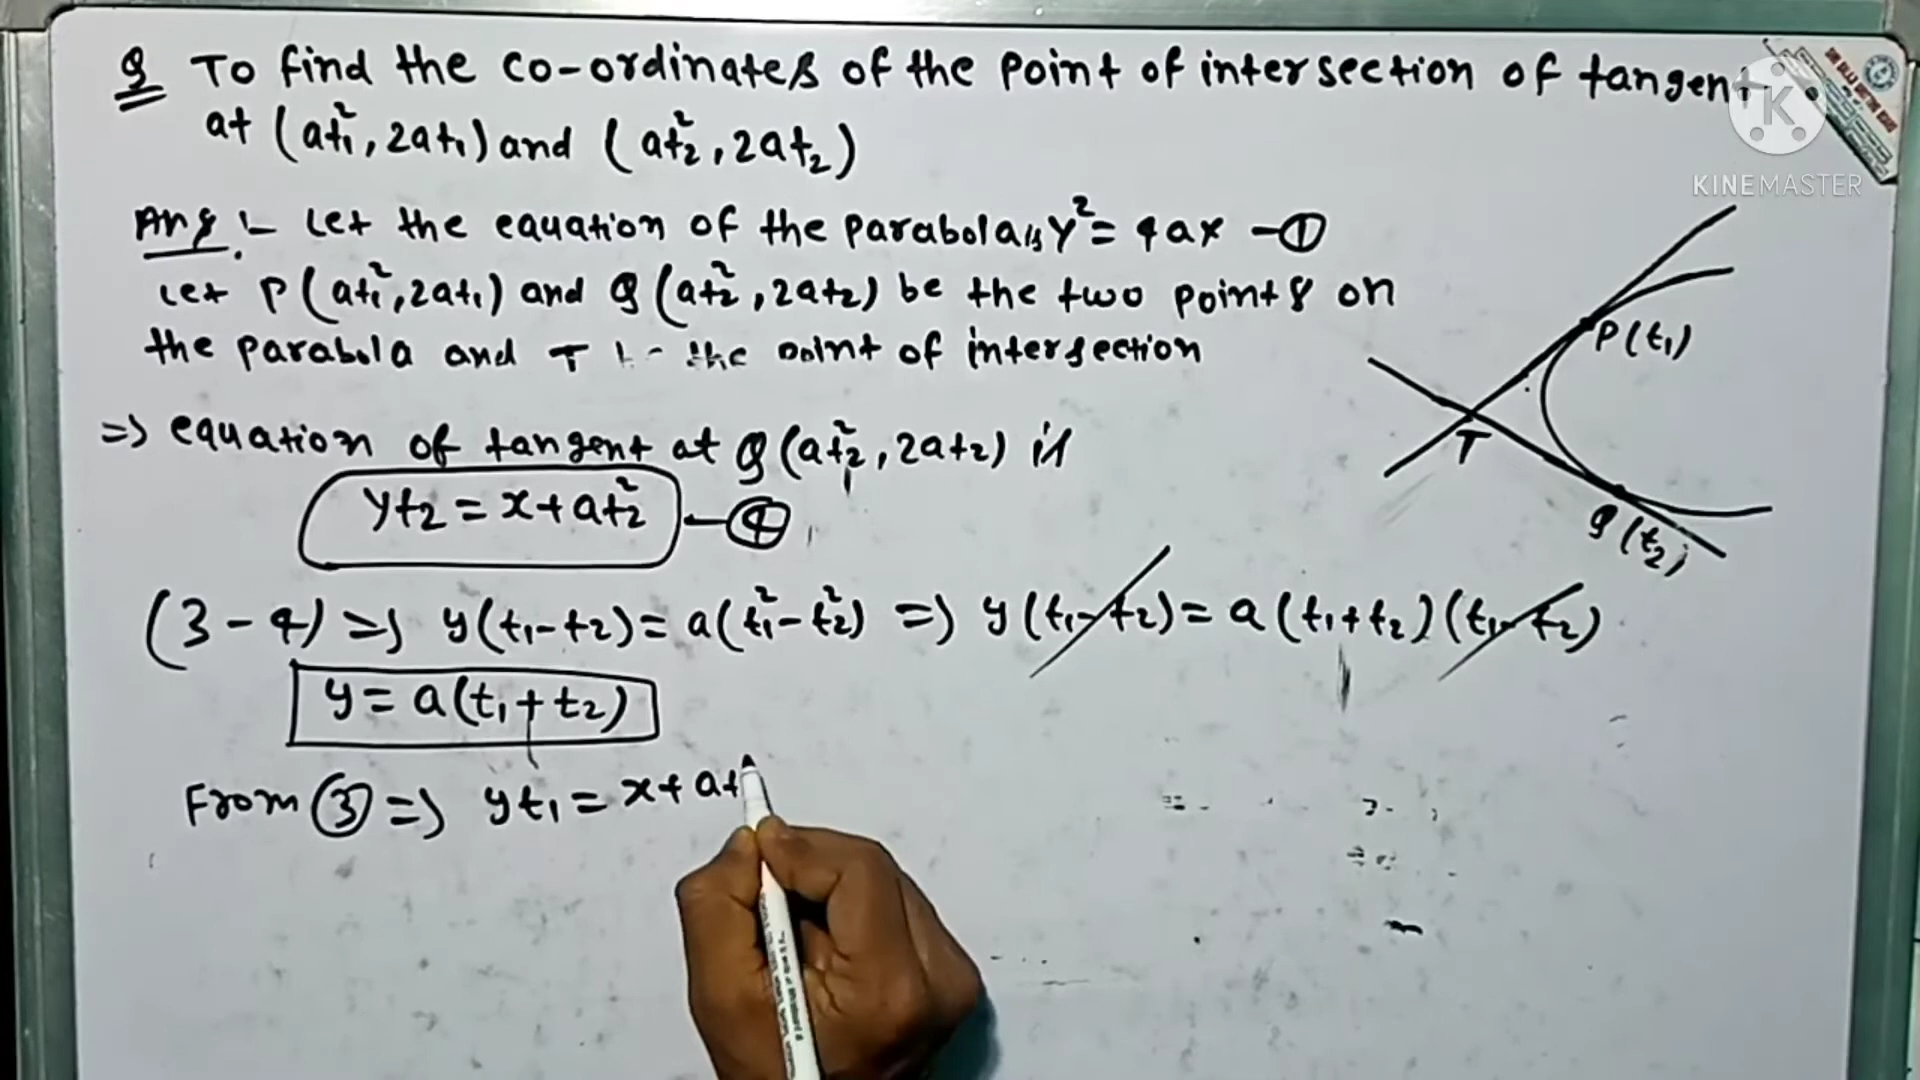 Q To find the co-ordinates of the point of intersection of tangent
at (at₁², 2at₁) and (at₂², 2at₂)
KINEMASTER
Ans :- Let the equation of the parabola is y² = 4ax -①
Let P(at₁², 2at₁) and Q(at₂², 2at₂) be the two points on
the parabola and T the point of intersection
P(t₁)
T
Q(t₂)
=> equation of tangent at Q(at₂², 2at₂) is
yt₂ = x + at₂² -④
(3-4) => y(t₁-t₂) = a(t₁²-t₂²) => y(t₁-t₂) = a(t₁+t₂)(t₁-t₂)
y = a(t₁+t₂)
From ③ => yt₁ = x + at